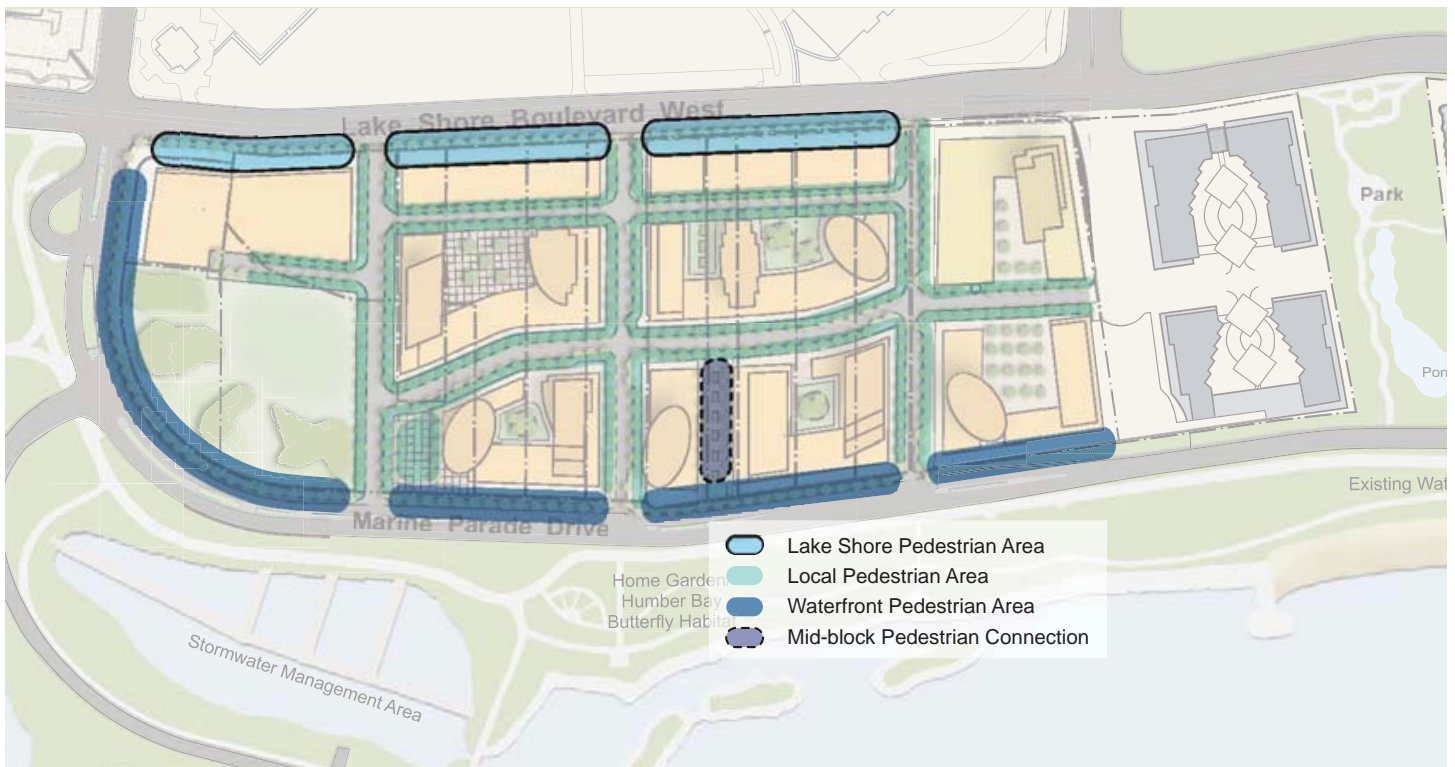 Lake Shore Boulevard West
Park
Pon
Existing Wat
Marine Parade Drive
Lake Shore Pedestrian Area
Local Pedestrian Area
Waterfront Pedestrian Area
Mid-block Pedestrian Connection
Home Garden
Humber Bay
Butterfly Habitat
Stormwater Management Area